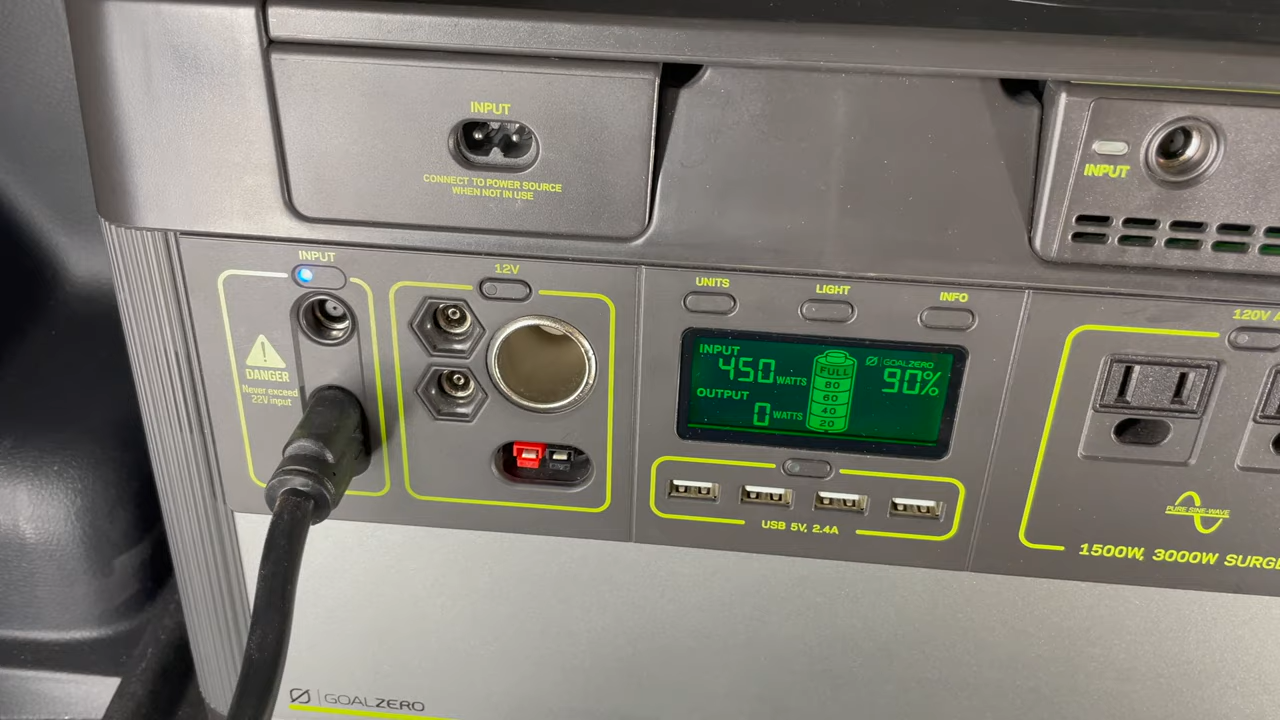 INPUT
CONNECT TO POWER SOURCE
WHEN NOT IN USE
INPUT
INPUT
DANGER
Never exceed
22V input
12V
UNITS
LIGHT
INFO
INPUT
450 WATTS
OUTPUT
0 WATTS
FULL
80
60
40
20
GOALZERO
90%
USB 5V, 2.4A
120V A
PURE SINE-WAVE
1500W, 3000W SURGE
GOALZERO